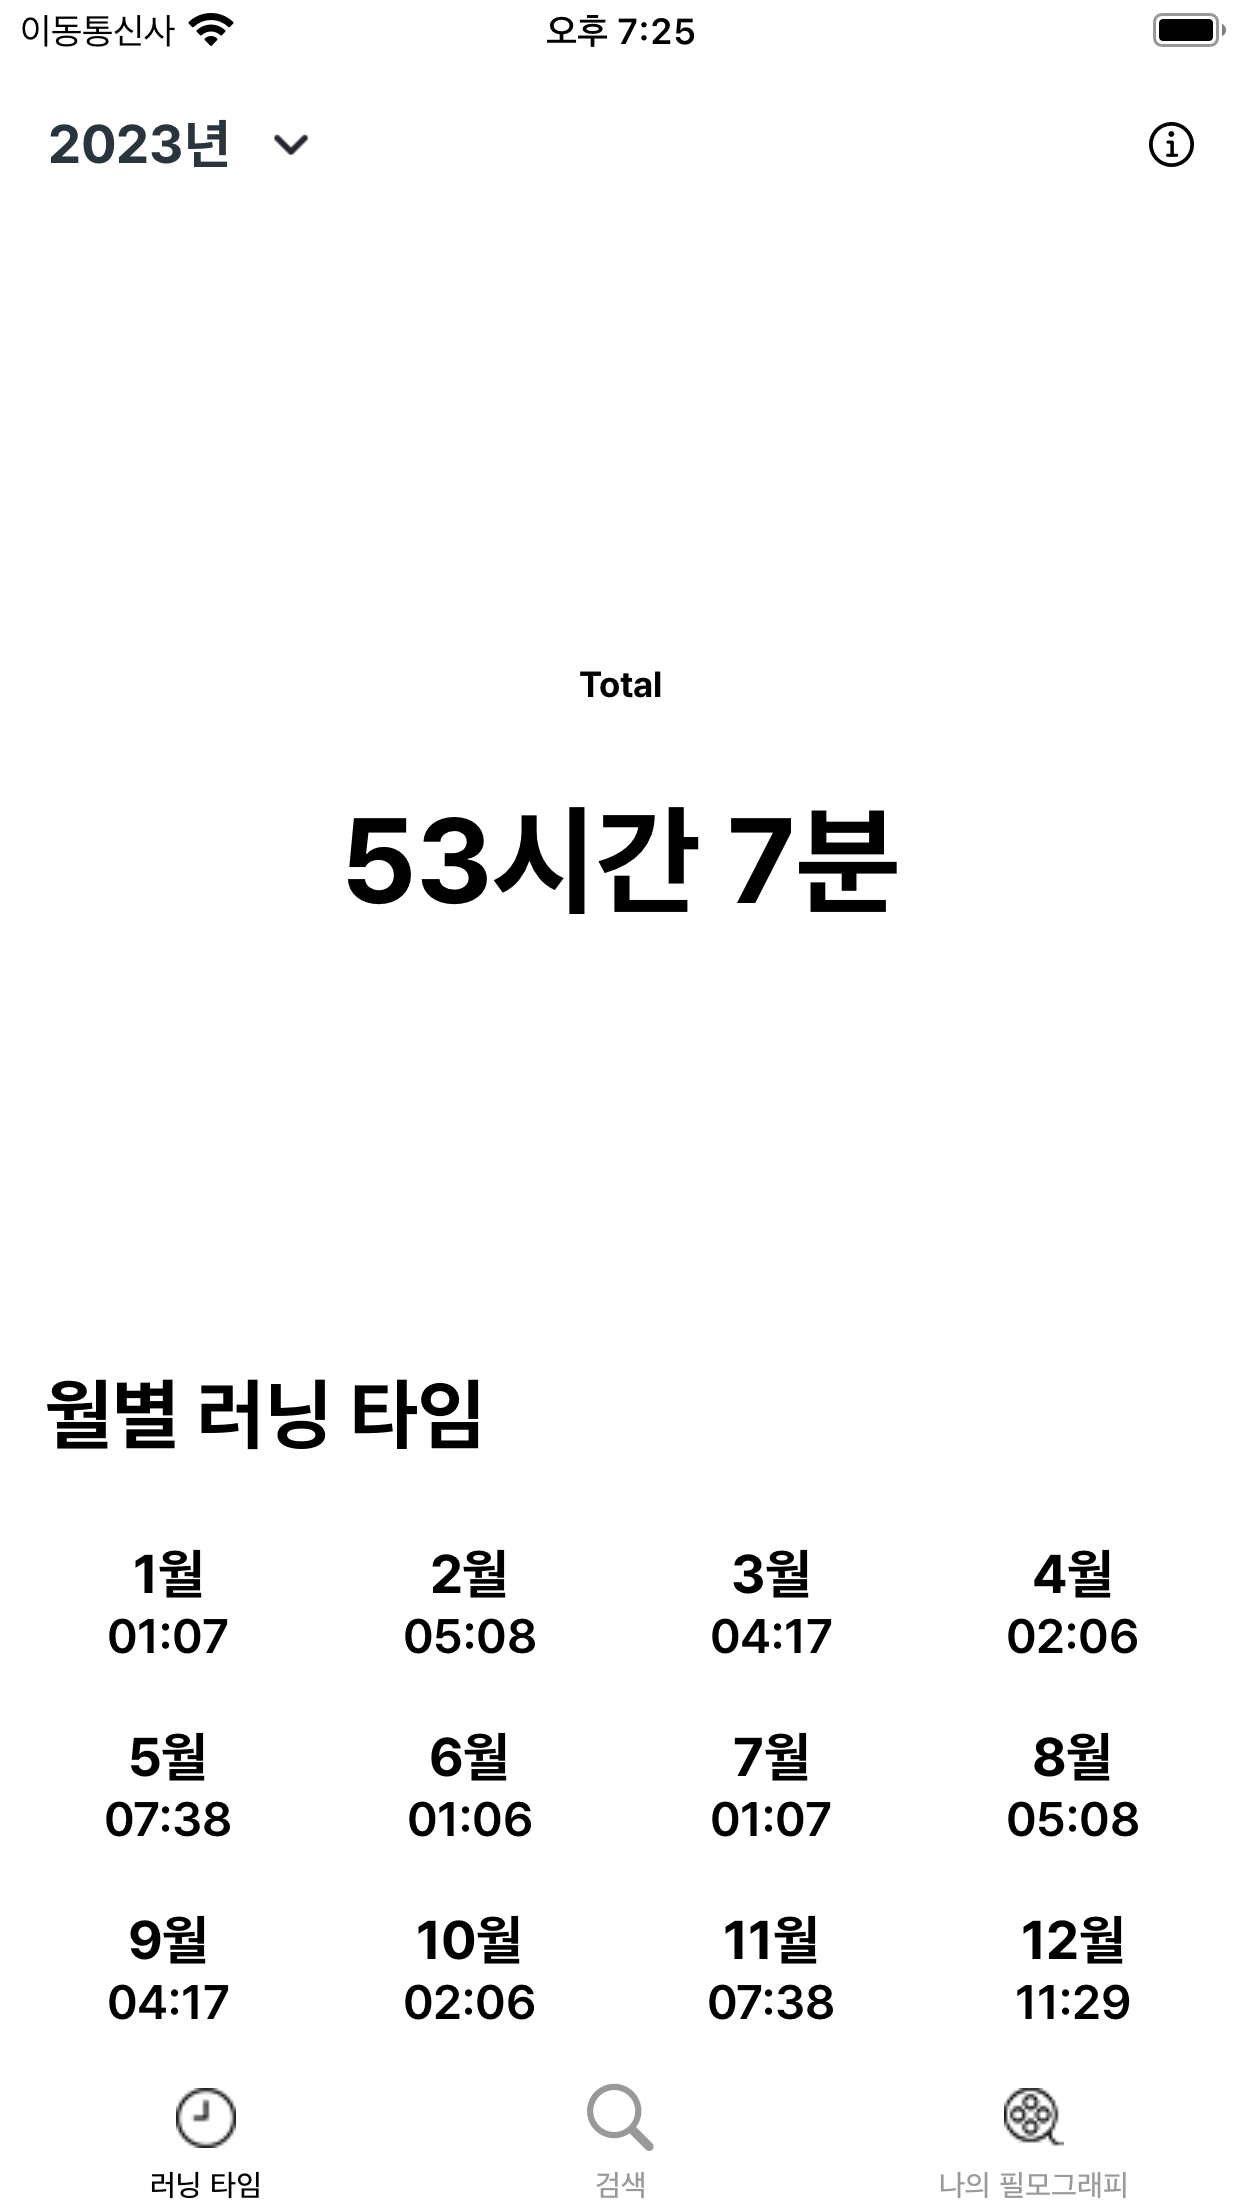 이동통신사 오후 7:25
2023년
Total
53시간 7분
월별 러닝 타임
1월 2월 3월 4월
01:07 05:08 04:17 02:06
5월 6월 7월 8월
07:38 01:06 01:07 05:08
9월 10월 11월 12월
04:17 02:06 07:38 11:29
러닝 타임 검색 나의 필모그래피